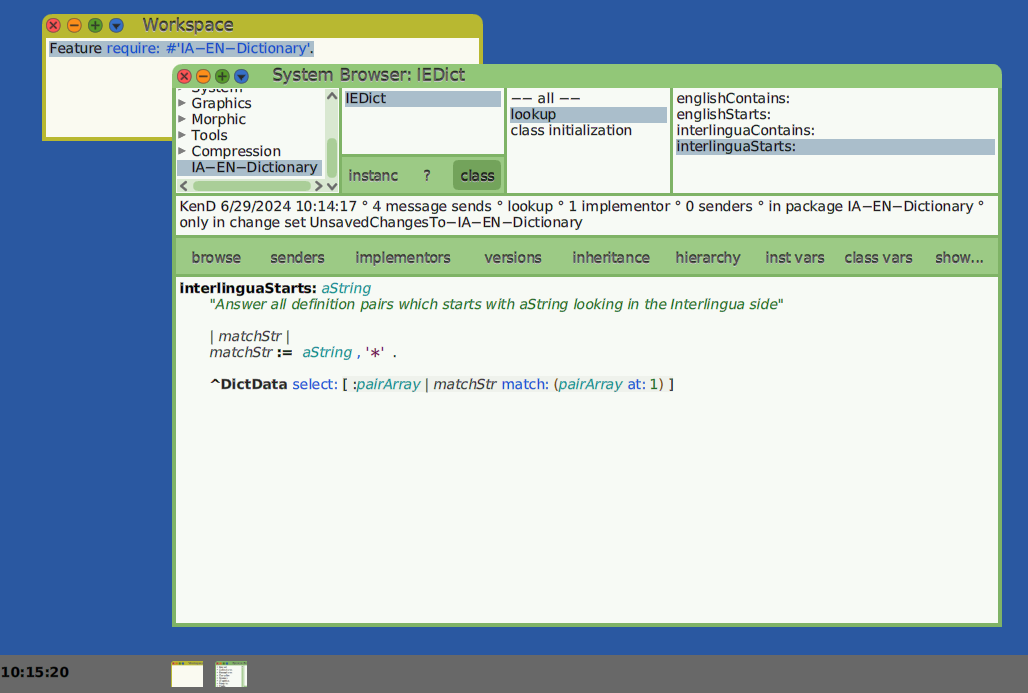 Workspace
Feature require: #'IA−EN−Dictionary'.
System Browser: IEDict
System
Graphics
Morphic
Tools
Compression
IA−EN−Dictionary
IEDict
instanc ? class
−− all −−
lookup
class initialization
englishContains:
englishStarts:
interlinguaContains:
interlinguaStarts:
KenD 6/29/2024 10:14:17 ° 4 message sends ° lookup ° 1 implementor ° 0 senders ° in package IA−EN−Dictionary °
only in change set UnsavedChangesTo−IA−EN−Dictionary
browse senders implementors versions inheritance hierarchy inst vars class vars show...
interlinguaStarts: aString
"Answer all definition pairs which starts with aString looking in the Interlingua side"
| matchStr |
matchStr := aString , '*' .
^DictData select: [ :pairArray | matchStr match: (pairArray at: 1) ]
10:15:20